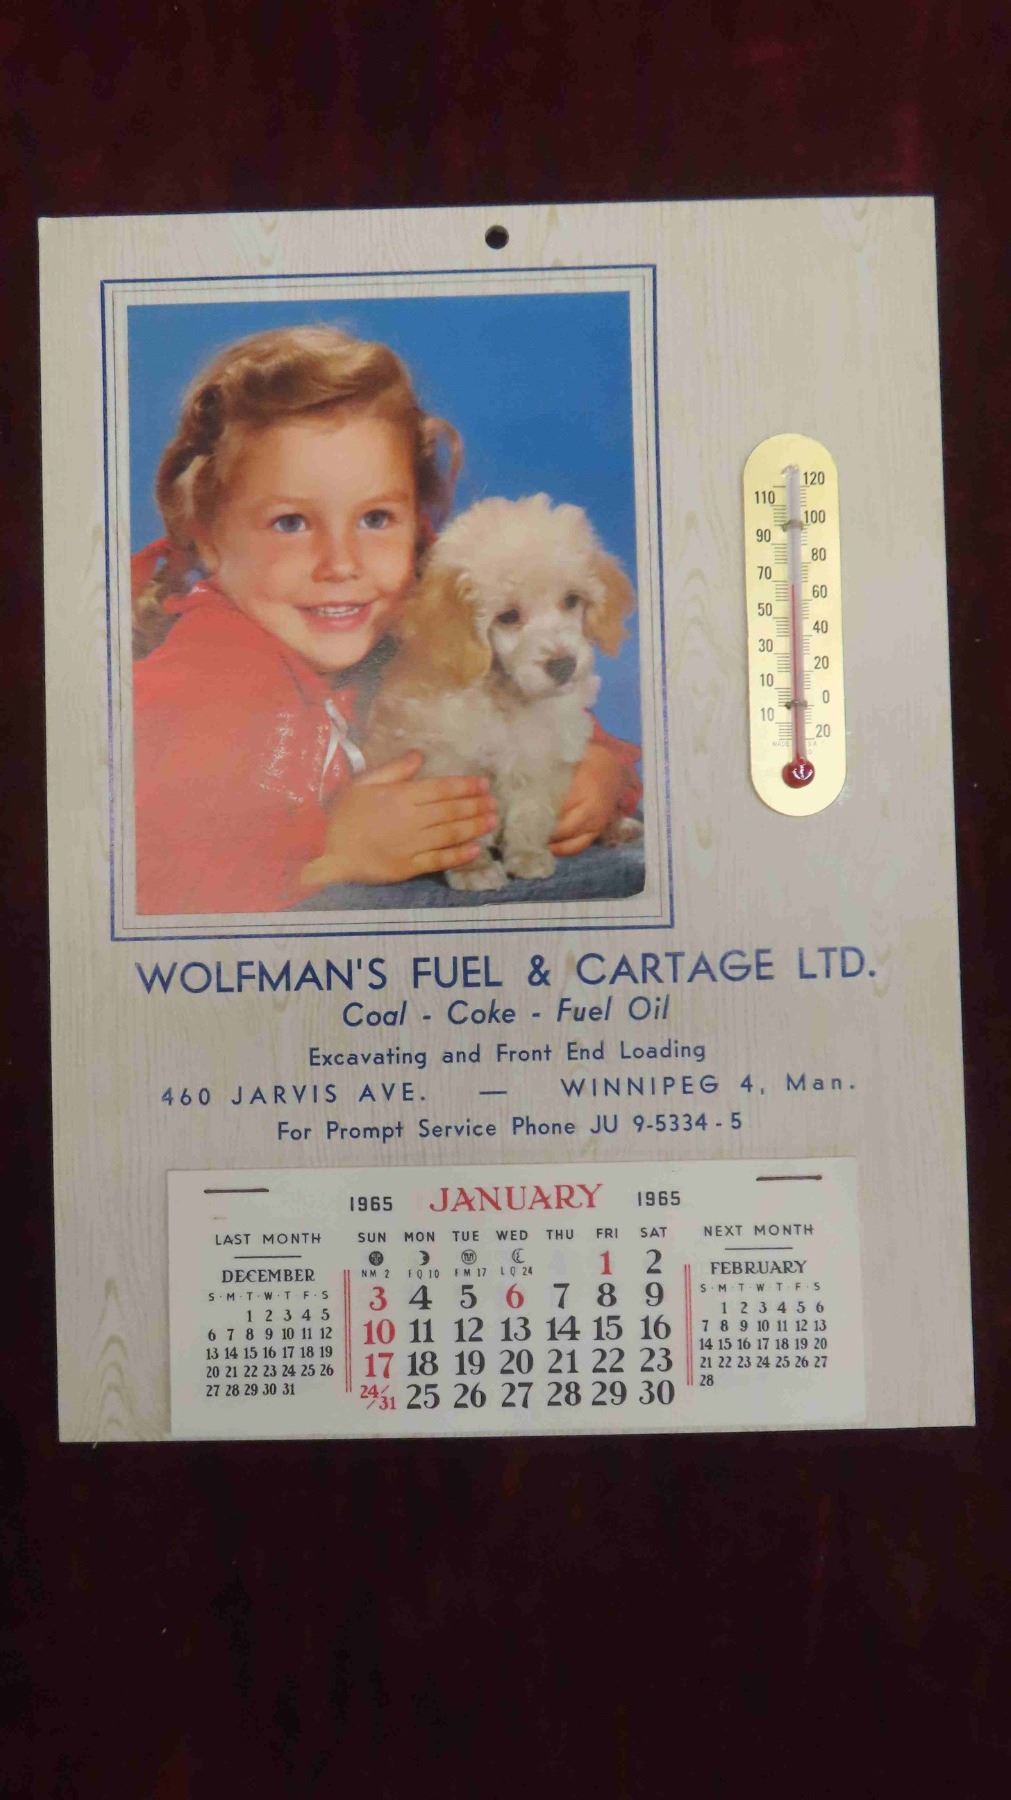 120
110
100
90
80
70
60
50
40
30
20
10
0
10
20
WOLFMAN'S FUEL & CARTAGE LTD.
Coal - Coke - Fuel Oil
Excavating and Front End Loading
460 JARVIS AVE. — WINNIPEG 4, Man.
For Prompt Service Phone JU 9-5334-5
1965 JANUARY 1965
LAST MONTH
DECEMBER
S·M·T·W·T·F·S
1 2 3 4 5
6 7 8 9 10 11 12
13 14 15 16 17 18 19
20 21 22 23 24 25 26
27 28 29 30 31
SUN MON TUE WED THU FRI SAT
NM 2 FQ 10 FM 17 LQ 24
1 2
3 4 5 6 7 8 9
10 11 12 13 14 15 16
17 18 19 20 21 22 23
24/31 25 26 27 28 29 30
NEXT MONTH
FEBRUARY
S·M·T·W·T·F·S
1 2 3 4 5 6
7 8 9 10 11 12 13
14 15 16 17 18 19 20
21 22 23 24 25 26 27
28